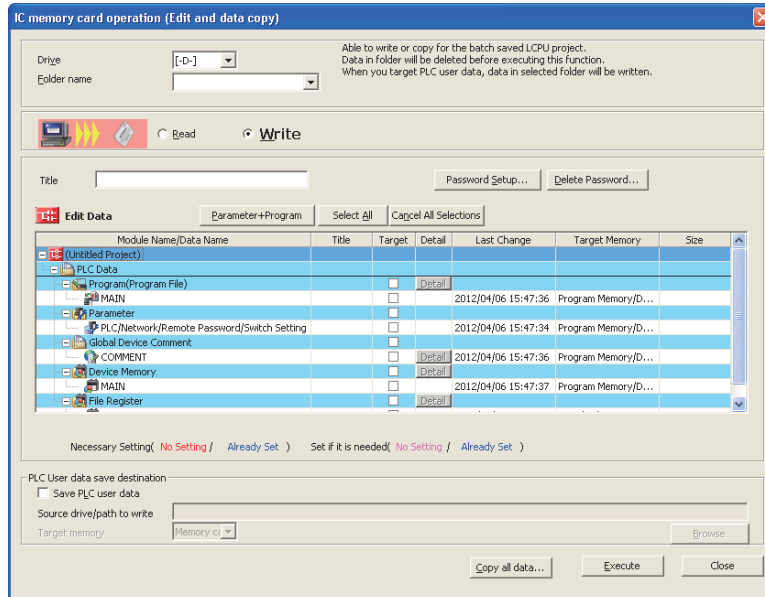 IC memory card operation (Edit and data copy)
Drive [-D-]
Folder name
Able to write or copy for the batch saved LCPU project.
Data in folder will be deleted before executing this function.
When you target PLC user data, data in selected folder will be written.
Read Write
Title Password Setup... Delete Password...
Edit Data Parameter+Program Select All Cancel All Selections
Module Name/Data Name Title Target Detail Last Change Target Memory Size
(Untitled Project)
PLC Data
Program(Program File) Detail
MAIN 2012/04/06 15:47:36 Program Memory/D...
Parameter
PLC/Network/Remote Password/Switch Setting 2012/04/06 15:47:34 Program Memory/D...
Global Device Comment
COMMENT Detail 2012/04/06 15:47:36 Program Memory/D...
Device Memory Detail
MAIN 2012/04/06 15:47:37 Program Memory/D...
File Register Detail
Necessary Setting( No Setting / Already Set ) Set if it is needed( No Setting / Already Set )
PLC User data save destination
Save PLC user data
Source drive/path to write
Target memory Memory ca Browse
Copy all data... Execute Close